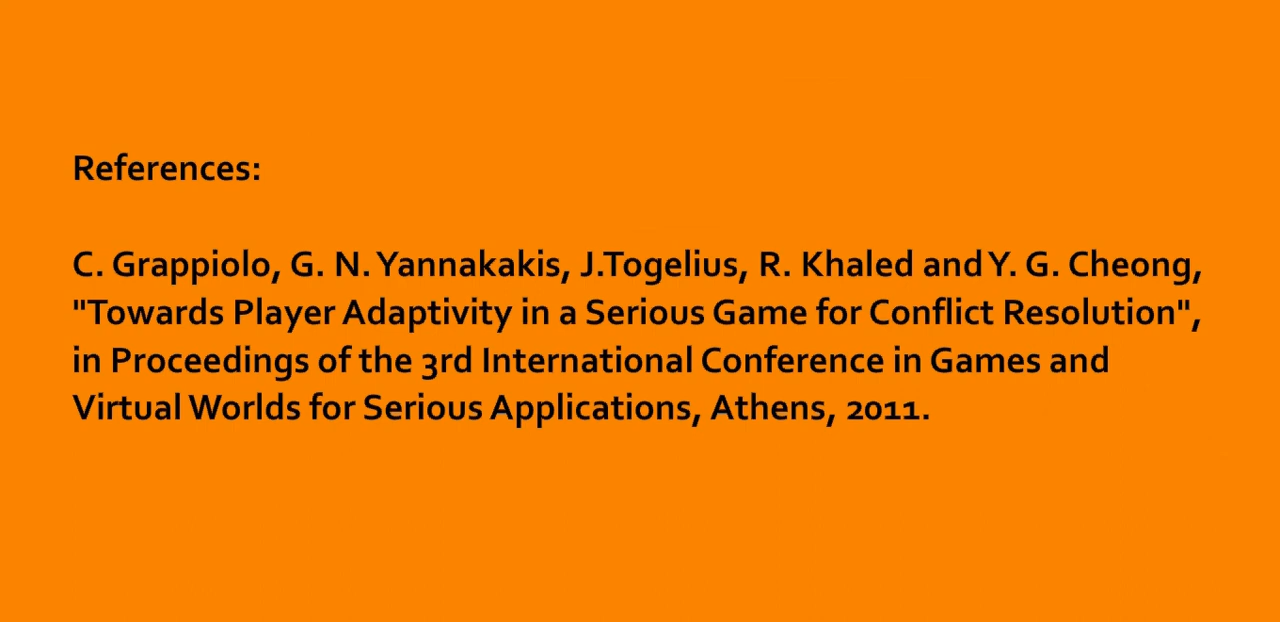 References:
C. Grappiolo, G. N. Yannakakis, J.Togelius, R. Khaled and Y. G. Cheong,
"Towards Player Adaptivity in a Serious Game for Conflict Resolution",
in Proceedings of the 3rd International Conference in Games and
Virtual Worlds for Serious Applications, Athens, 2011.